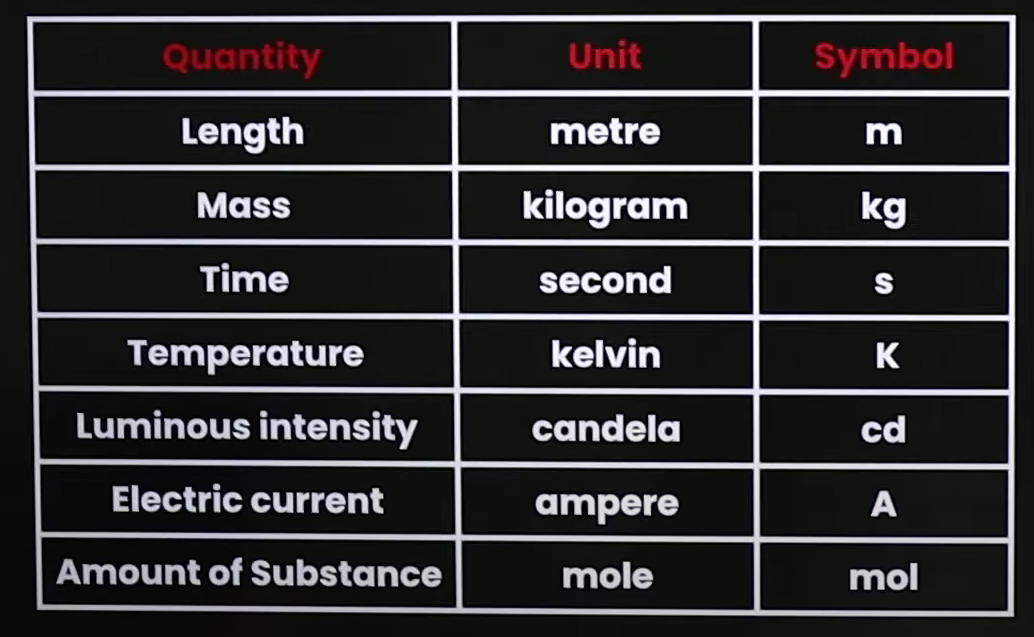 Quantity Unit Symbol
Length metre m
Mass kilogram kg
Time second s
Temperature kelvin K
Luminous intensity candela cd
Electric current ampere A
Amount of Substance mole mol